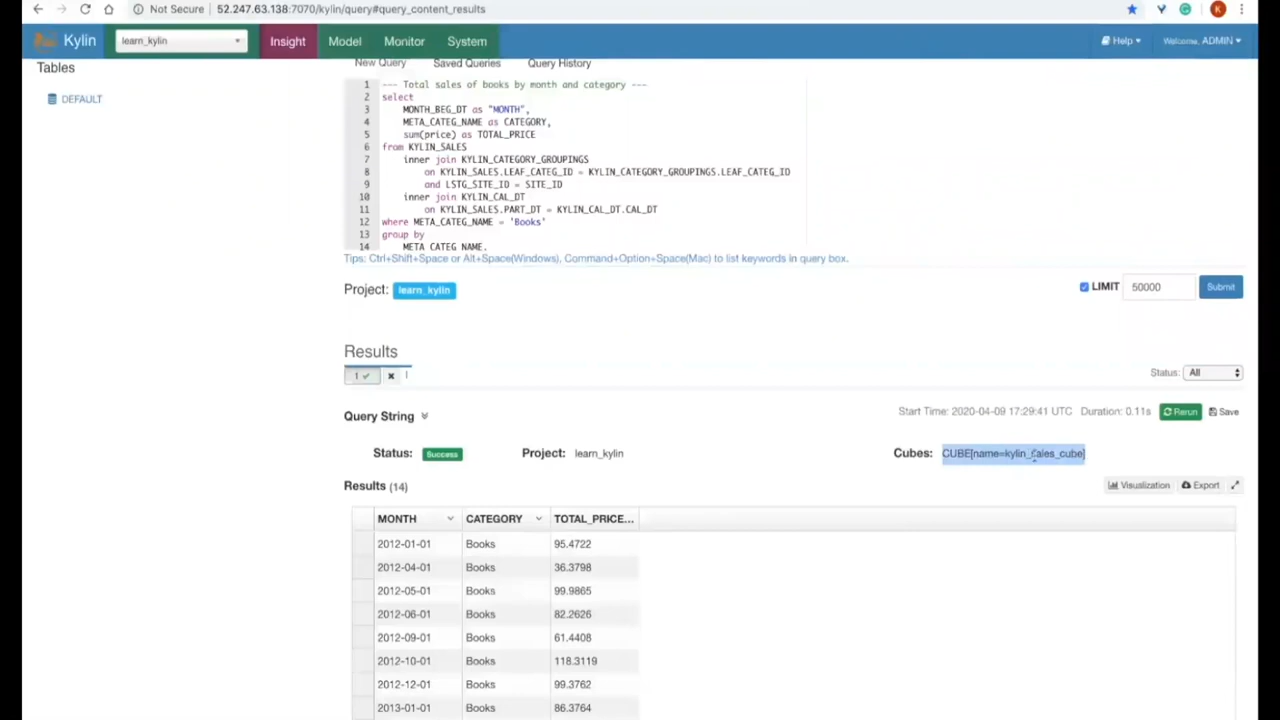 Not Secure | 52.247.63.138:7070/kylin/query#query_content_results
K
Kylin
learn_kylin
Insight
Model
Monitor
System
Help
Welcome, ADMIN
Tables
DEFAULT
New Query
Saved Queries
Query History
1 --- Total sales of books by month and category ---
2 select
3 MONTH_BEG_DT as "MONTH",
4 META_CATEG_NAME as CATEGORY,
5 sum(price) as TOTAL_PRICE
6 from KYLIN_SALES
7 inner join KYLIN_CATEGORY_GROUPINGS
8 on KYLIN_SALES.LEAF_CATEG_ID = KYLIN_CATEGORY_GROUPINGS.LEAF_CATEG_ID
9 and LSTG_SITE_ID = SITE_ID
10 inner join KYLIN_CAL_DT
11 on KYLIN_SALES.PART_DT = KYLIN_CAL_DT.CAL_DT
12 where META_CATEG_NAME = 'Books'
13 group by
14 META_CATEG_NAME,
Tips: Ctrl+Shift+Space or Alt+Space(Windows), Command+Option+Space(Mac) to list keywords in query box.
Project: learn_kylin
LIMIT 50000 Submit
Results
1
Status: All
Query String
Start Time: 2020-04-09 17:29:41 UTC Duration: 0.11s Rerun Save
Status: Success Project: learn_kylin Cubes: CUBE[name=kylin_sales_cube]
Results (14)
Visualization Export
MONTH CATEGORY TOTAL_PRICE...
2012-01-01 Books 95.4722
2012-04-01 Books 36.3798
2012-05-01 Books 99.9865
2012-06-01 Books 82.2626
2012-09-01 Books 61.4408
2012-10-01 Books 118.3119
2012-12-01 Books 99.3762
2013-01-01 Books 86.3764